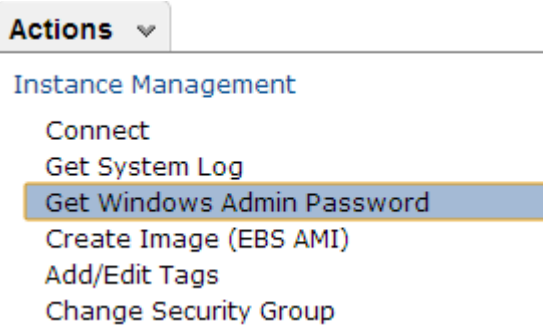 Actions
Instance Management
Connect
Get System Log
Get Windows Admin Password
Create Image (EBS AMI)
Add/Edit Tags
Change Security Group